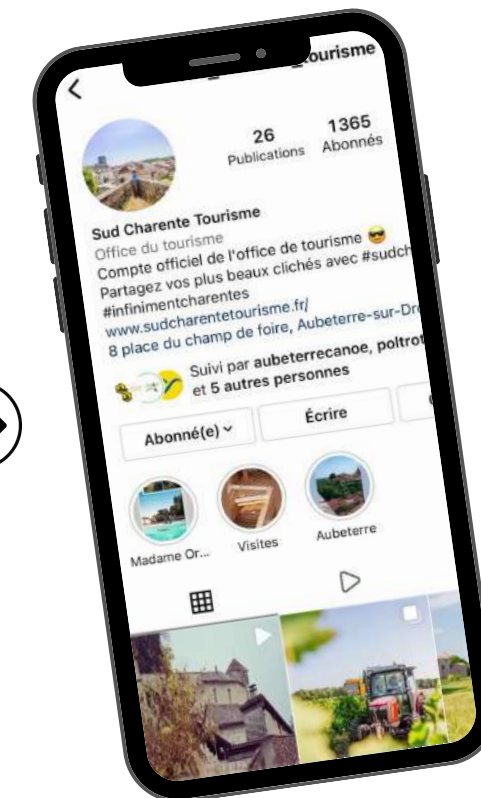 tourisme
26
Publications
1365
Abonnés
Sud Charente Tourisme
Office du tourisme
Compte officiel de l'office de tourisme 😎
Partagez vos plus beaux clichés avec #sudch
#infinimentcharentes
www.sudcharentetourisme.fr/
8 place du champ de foire, Aubeterre-sur-Dr
Suivi par aubeterrecanoe, poltrot
et 5 autres personnes
Abonné(e)
Écrire
Madame Or...
Visites
Aubeterre